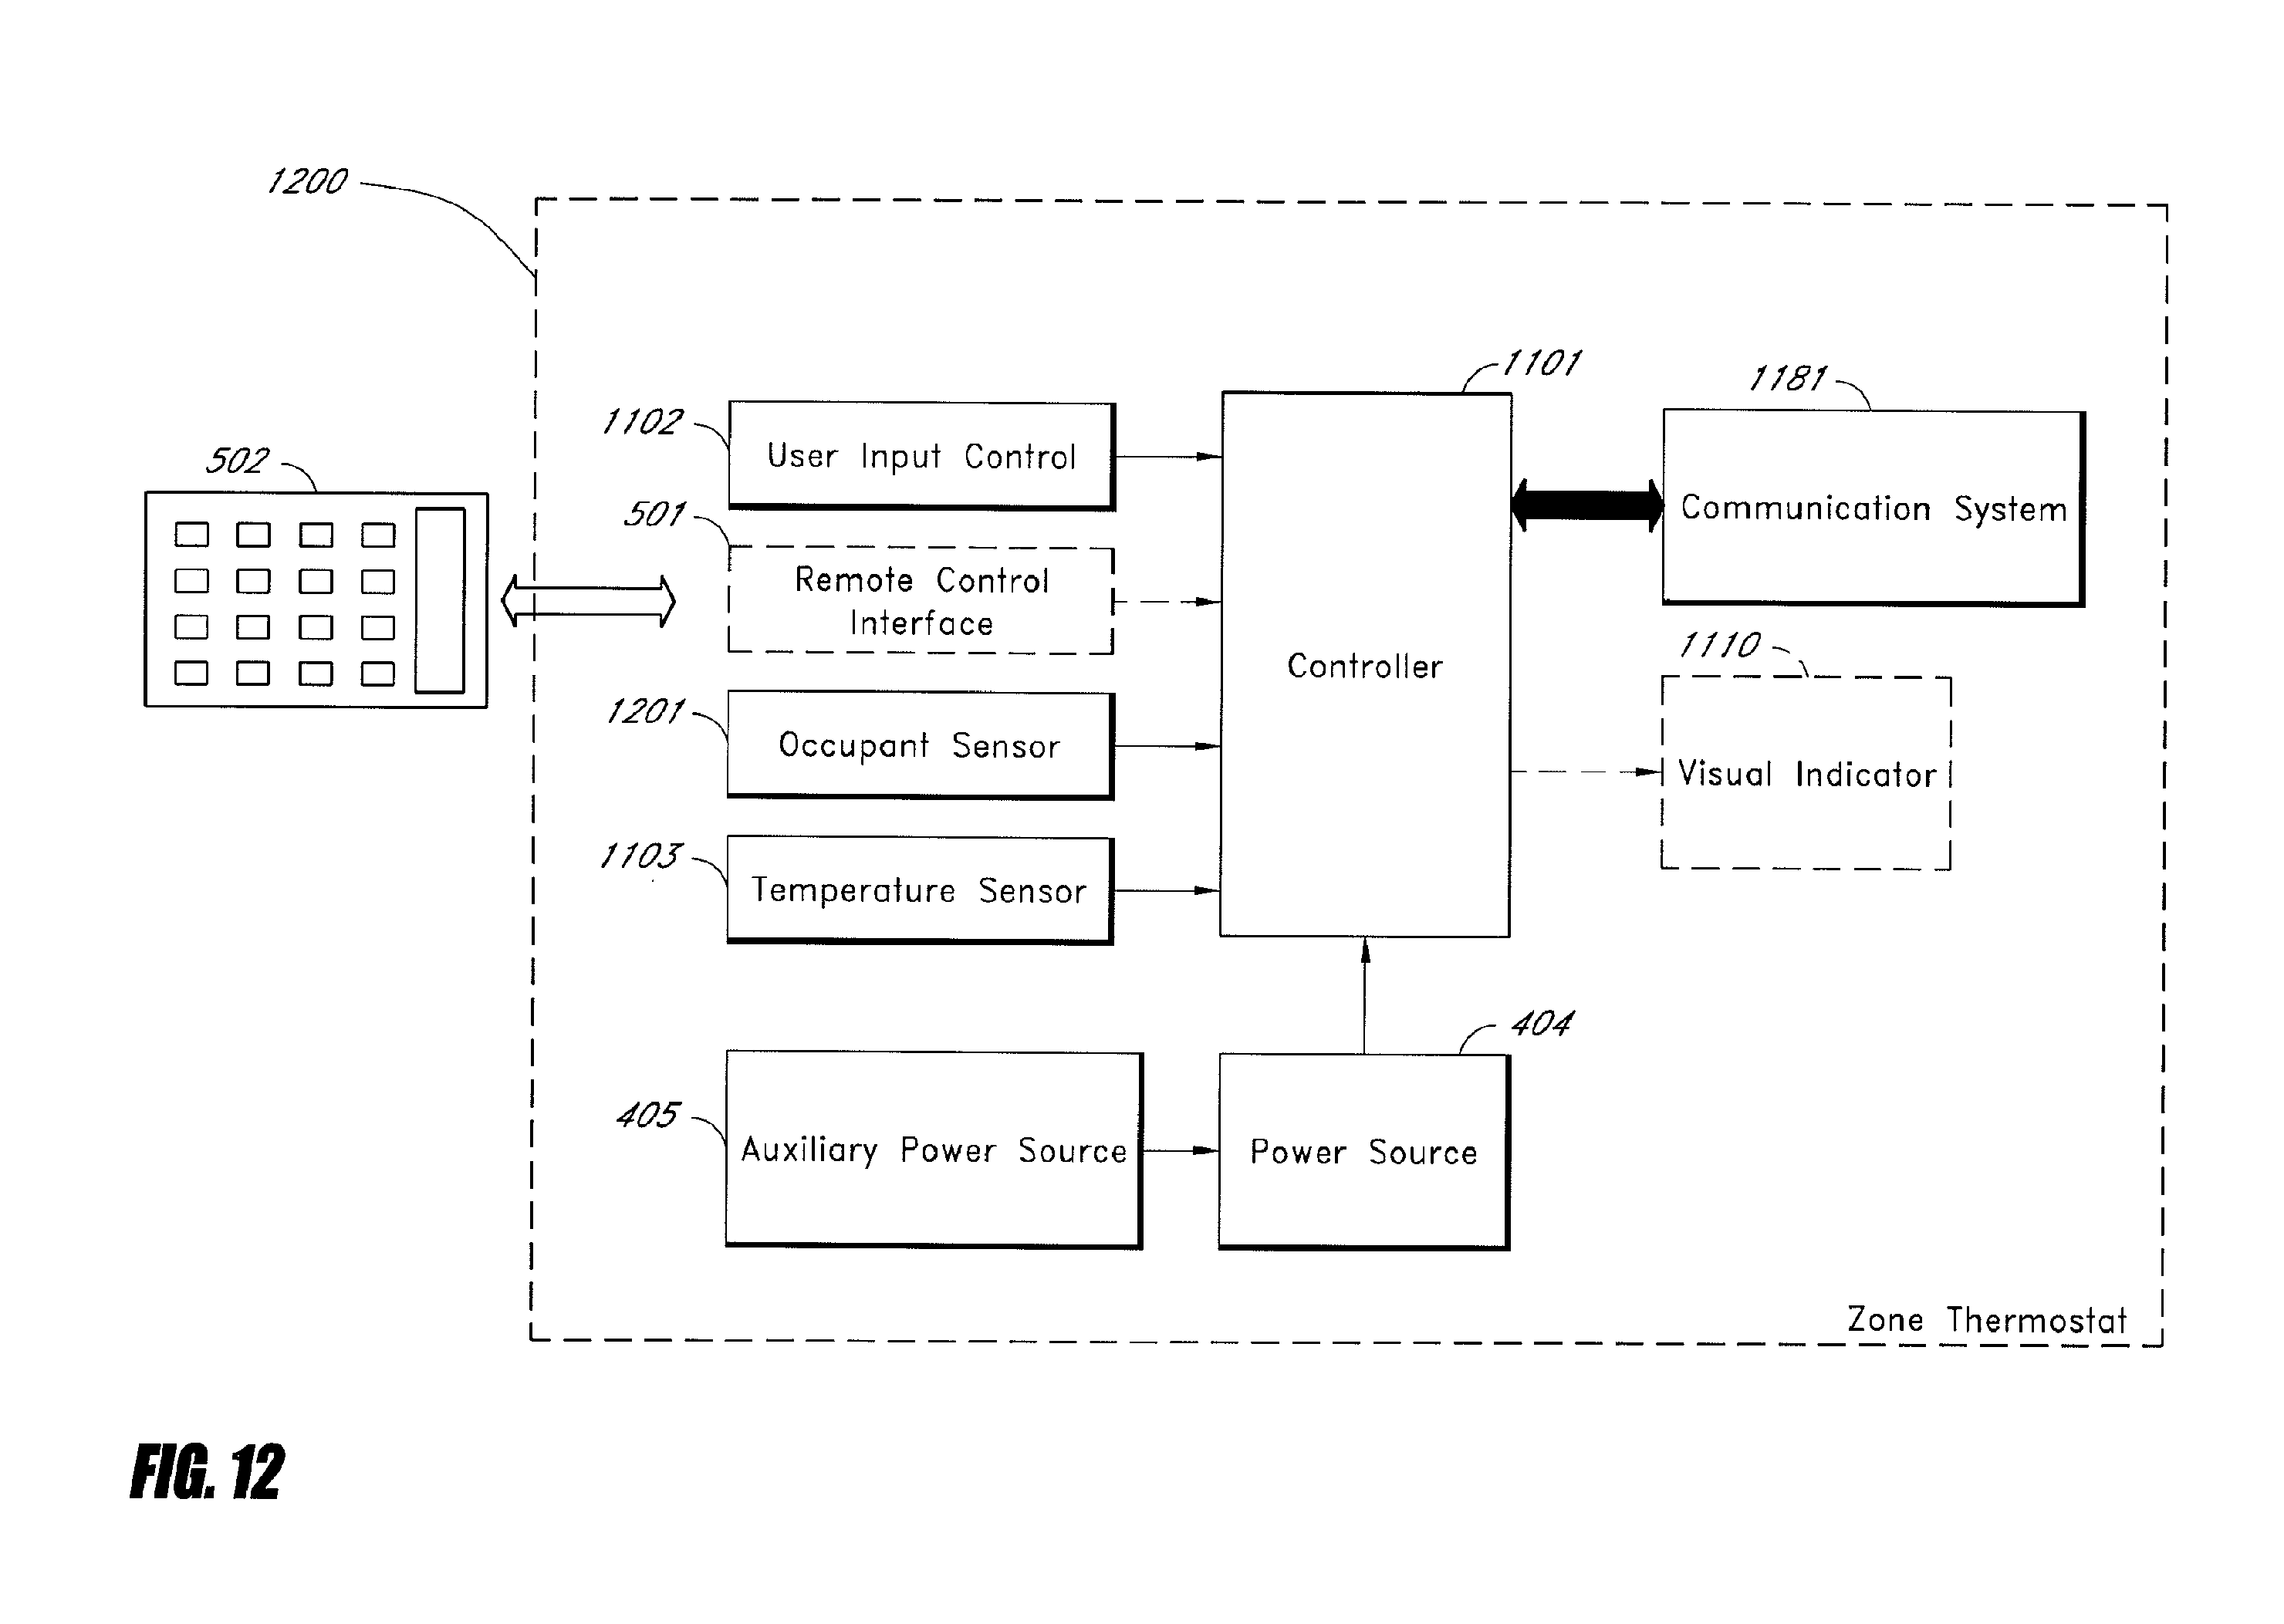 1200
1101
1181
1102
User Input Control
502
501
Communication System
Remote Control
Interface
1110
Controller
1201
Occupant Sensor
Visual Indicator
1103
Temperature Sensor
404
405
Auxiliary Power Source
Power Source
Zone Thermostat
FIG. 12